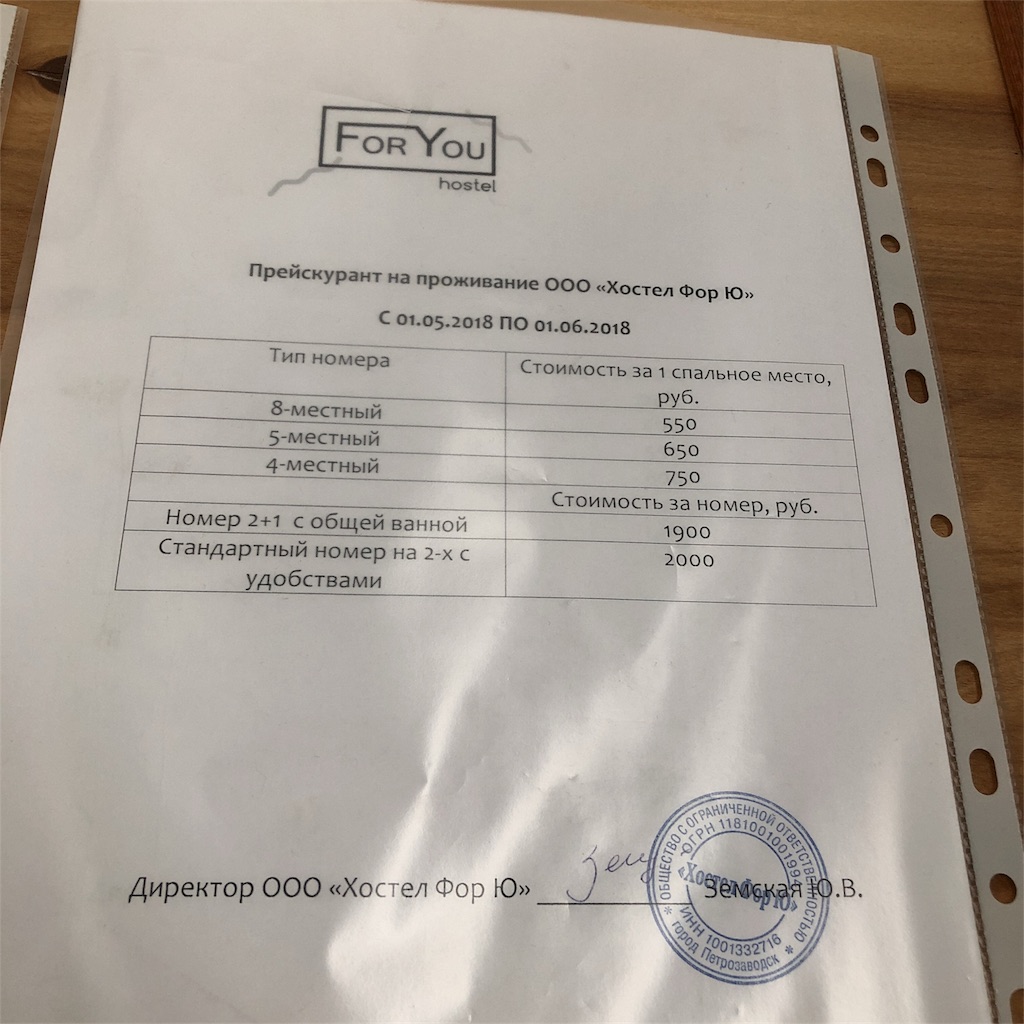 FOR YOU
hostel
Прейскурант на проживание ООО «Хостел Фор Ю»
С 01.05.2018 ПО 01.06.2018
Тип номера
Стоимость за 1 спальное место,
руб.
8-местный
550
5-местный
650
4-местный
750
Стоимость за номер, руб.
Номер 2+1 с общей ванной
1900
Стандартный номер на 2-х с
удобствами
2000
Директор ООО «Хостел Фор Ю» Земская Ю.В.
ОБЩЕСТВО С ОГРАНИЧЕННОЙ ОТВЕТСТВЕННОСТЬЮ
ОГРН
«Хостел Фор Ю»
ИНН 1001332716
город Петрозаводск